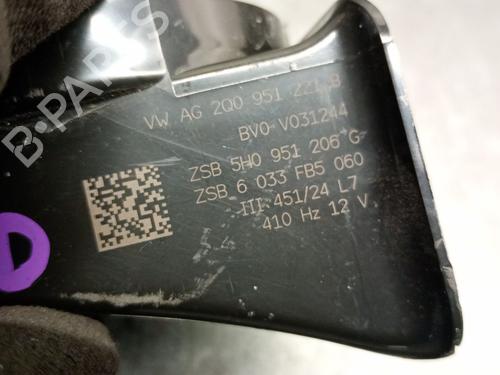 B-PARTS
VW AG 2Q0 951 221 B
BV0-V031244
ZSB 5H0 951 206 G
ZSB 6 033 FB5 060
III 451/24 L7
410 Hz 12 V